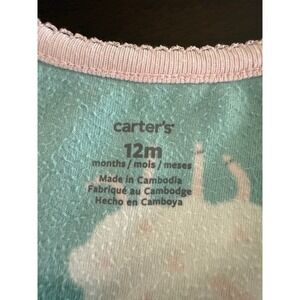 carter's
12m
months / mois / meses
Made in Cambodia
Fabriqué au Cambodge
Hecho en Camboya